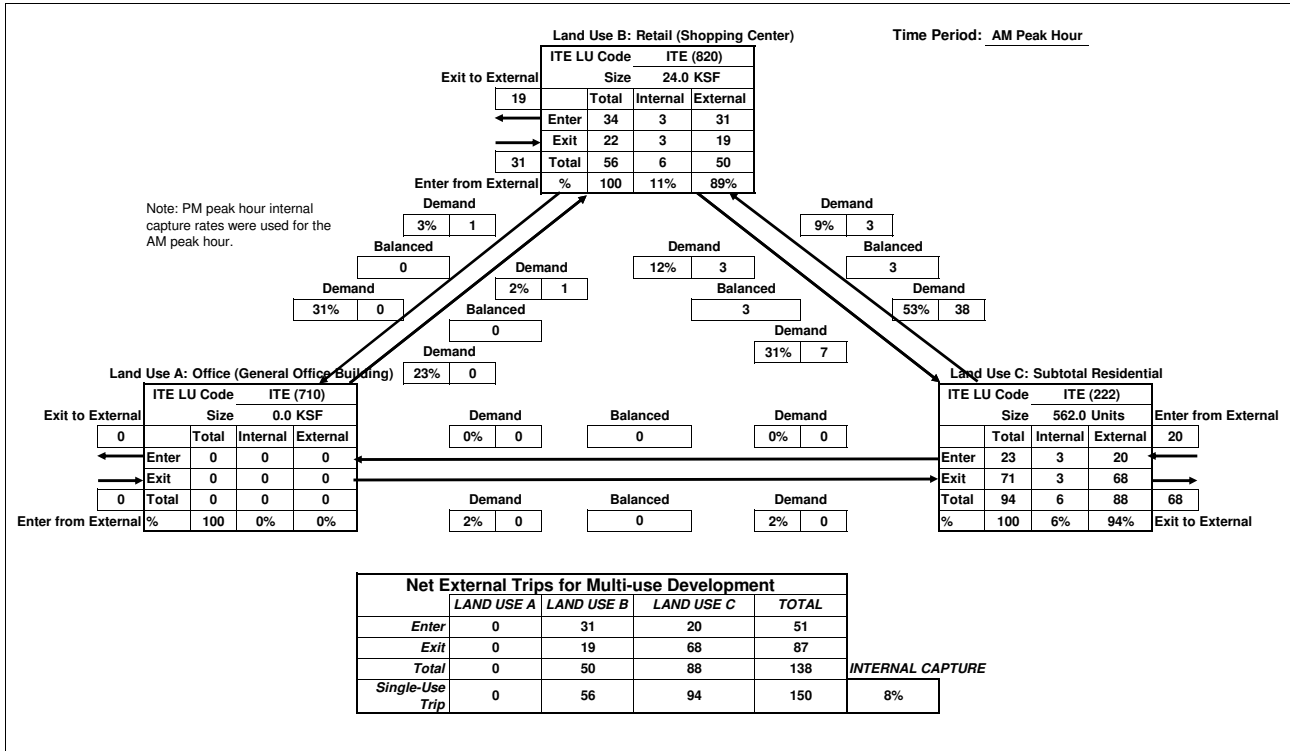 Land Use B: Retail (Shopping Center)
Time Period: AM Peak Hour
ITE LU Code ITE (820)
Exit to External Size 24.0 KSF
19 Total Internal External
Enter 34 3 31
Exit 22 3 19
31 Total 56 6 50
Enter from External % 100 11% 89%
Note: PM peak hour internal
capture rates were used for the
AM peak hour.
Demand
3% 1
Balanced
0
Demand
31% 0
Demand
2% 1
Balanced
0
Demand
23% 0
Demand
12% 3
Balanced
3
Demand
31% 7
Demand
9% 3
Balanced
3
Demand
53% 38
Land Use A: Office (General Office Building)
ITE LU Code ITE (710)
Exit to External Size 0.0 KSF
0 Total Internal External
Enter 0 0 0
Exit 0 0 0
0 Total 0 0 0
Enter from External % 100 0% 0%
Demand Balanced Demand
0% 0 0 0% 0
Demand Balanced Demand
2% 0 0 2% 0
Land Use C: Subtotal Residential
ITE LU Code ITE (222)
Size 562.0 Units Enter from External
Total Internal External 20
Enter 23 3 20
Exit 71 3 68
Total 94 6 88 68
% 100 6% 94% Exit to External
Net External Trips for Multi-use Development
LAND USE A LAND USE B LAND USE C TOTAL
Enter 0 31 20 51
Exit 0 19 68 87
Total 0 50 88 138 INTERNAL CAPTURE
Single-Use
Trip 0 56 94 150 8%